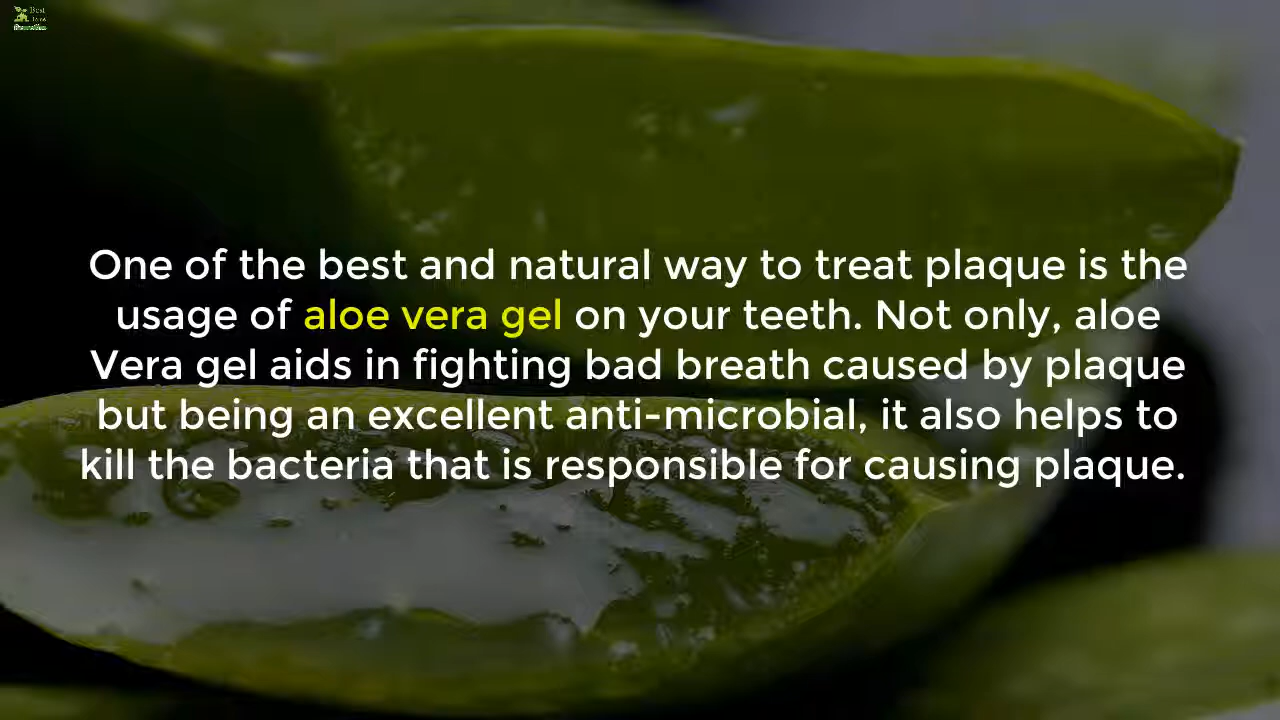 Best
One of the best and natural way to treat plaque is the
usage of aloe vera gel on your teeth. Not only, aloe
Vera gel aids in fighting bad breath caused by plaque
but being an excellent anti-microbial, it also helps to
kill the bacteria that is responsible for causing plaque.